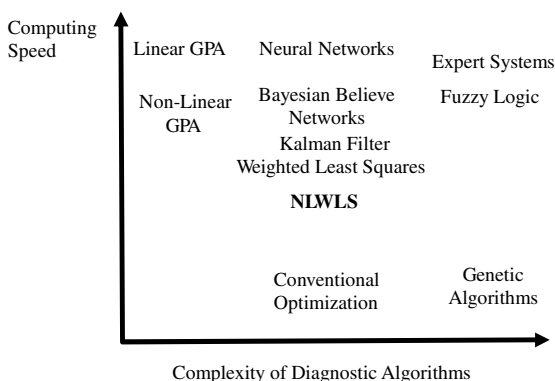 Computing
Speed
Linear GPA
Neural Networks
Expert Systems
Non-Linear
GPA
Bayesian Believe
Networks
Fuzzy Logic
Kalman Filter
Weighted Least Squares
NLWLS
Conventional
Optimization
Genetic
Algorithms
Complexity of Diagnostic Algorithms